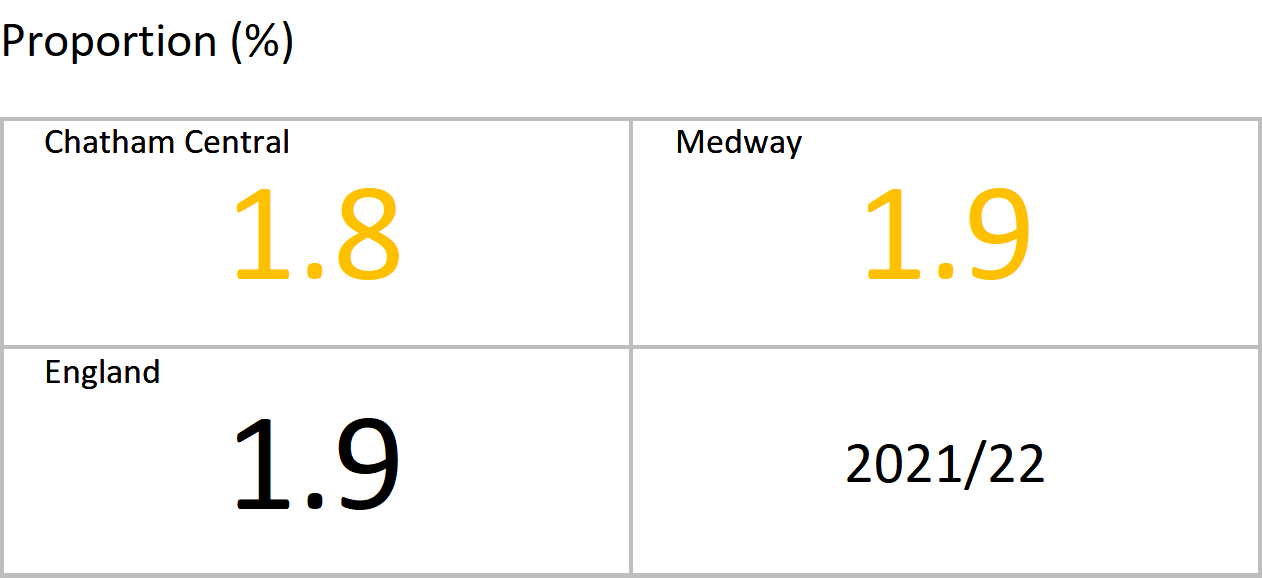 Proportion (%)
Chatham Central
1.8
Medway
1.9
England
1.9
2021/22